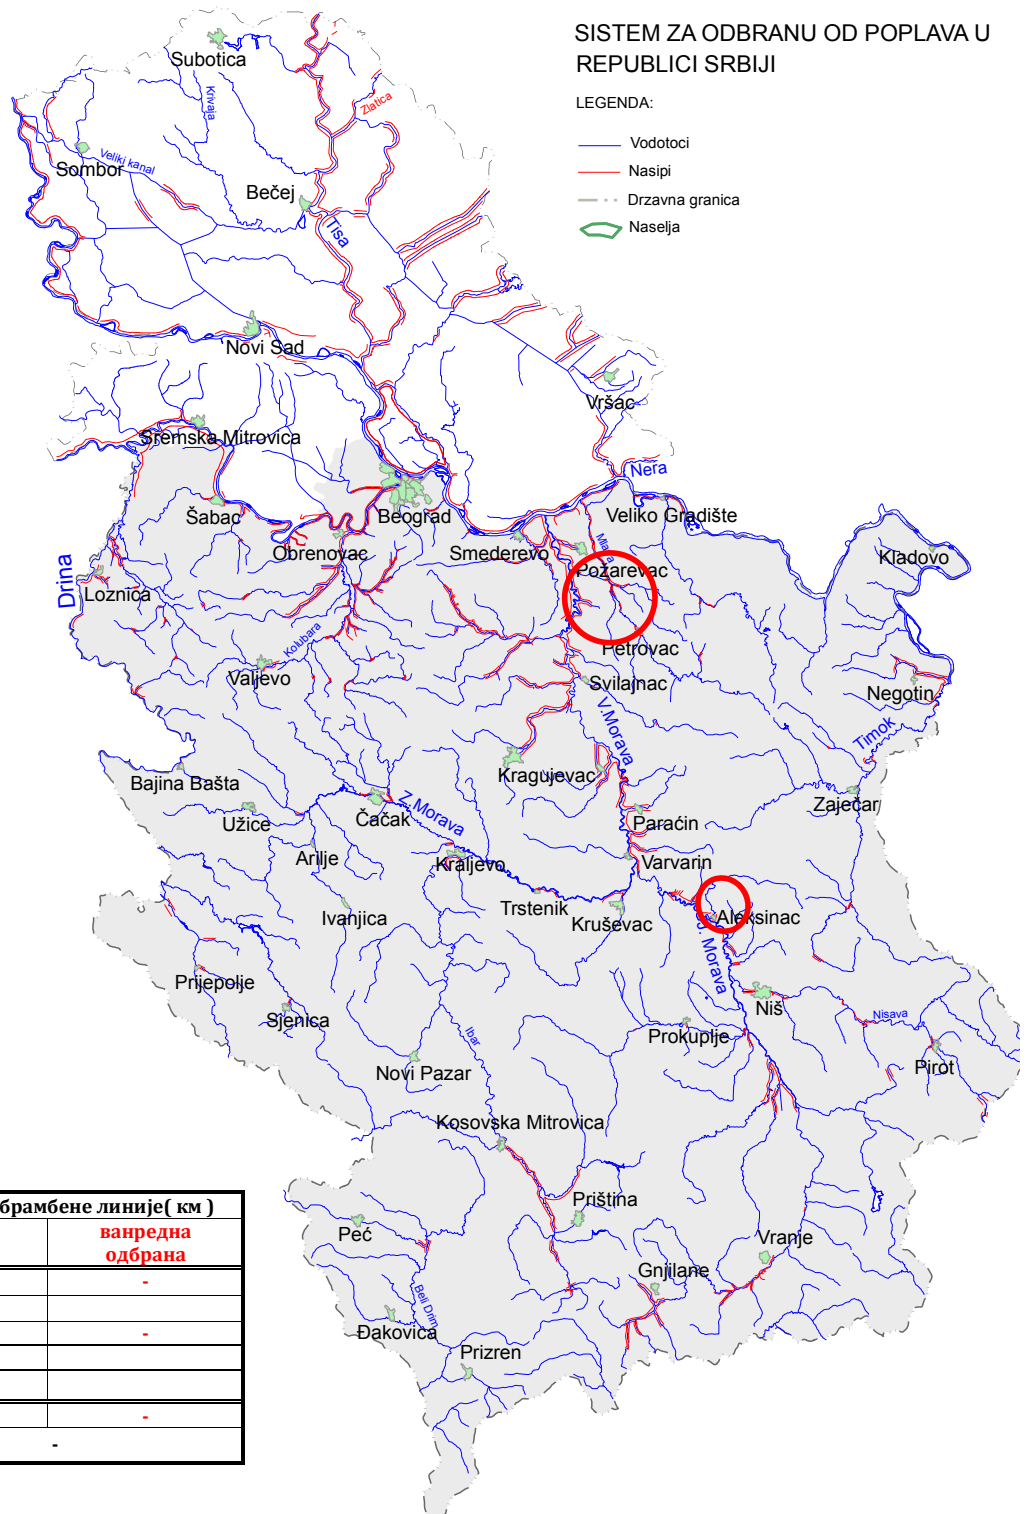 SISTEM ZA ODBRANU OD POPLAVA U
REPUBLICI SRBIJI
LEGENDA:
Vodotoci
Nasipi
Drzavna granica
Naselja
Subotica
Krivaja
Zlatica
Sombor
Veliki kanal
Bečej
Tisa
Novi Sad
Vršac
Sremska Mitrovica
Nera
Šabac
Beograd
Veliko Gradište
Obrenovac
Smederevo
Kladovo
Drina
Loznica
Požarevac
Kolubara
Petrovac
Valjevo
Svilajnac
Negotin
V.Morava
Timok
Kragujevac
Bajina Bašta
Zaječar
Užice
Čačak
Z.Morava
Paraćin
Arilje
Kraljevo
Varvarin
Ivanjica
Trstenik
Kruševac
Aleksinac
J. Morava
Prijepolje
Niš
Sjenica
Ibar
Prokuplje
Nisava
Novi Pazar
Pirot
Kosovska Mitrovica
Priština
Peć
Vranje
Gnjilane
Beli Drim
Đakovica
Prizren
брамбене линије( км )
ванредна
одбрана
-
-
-
-